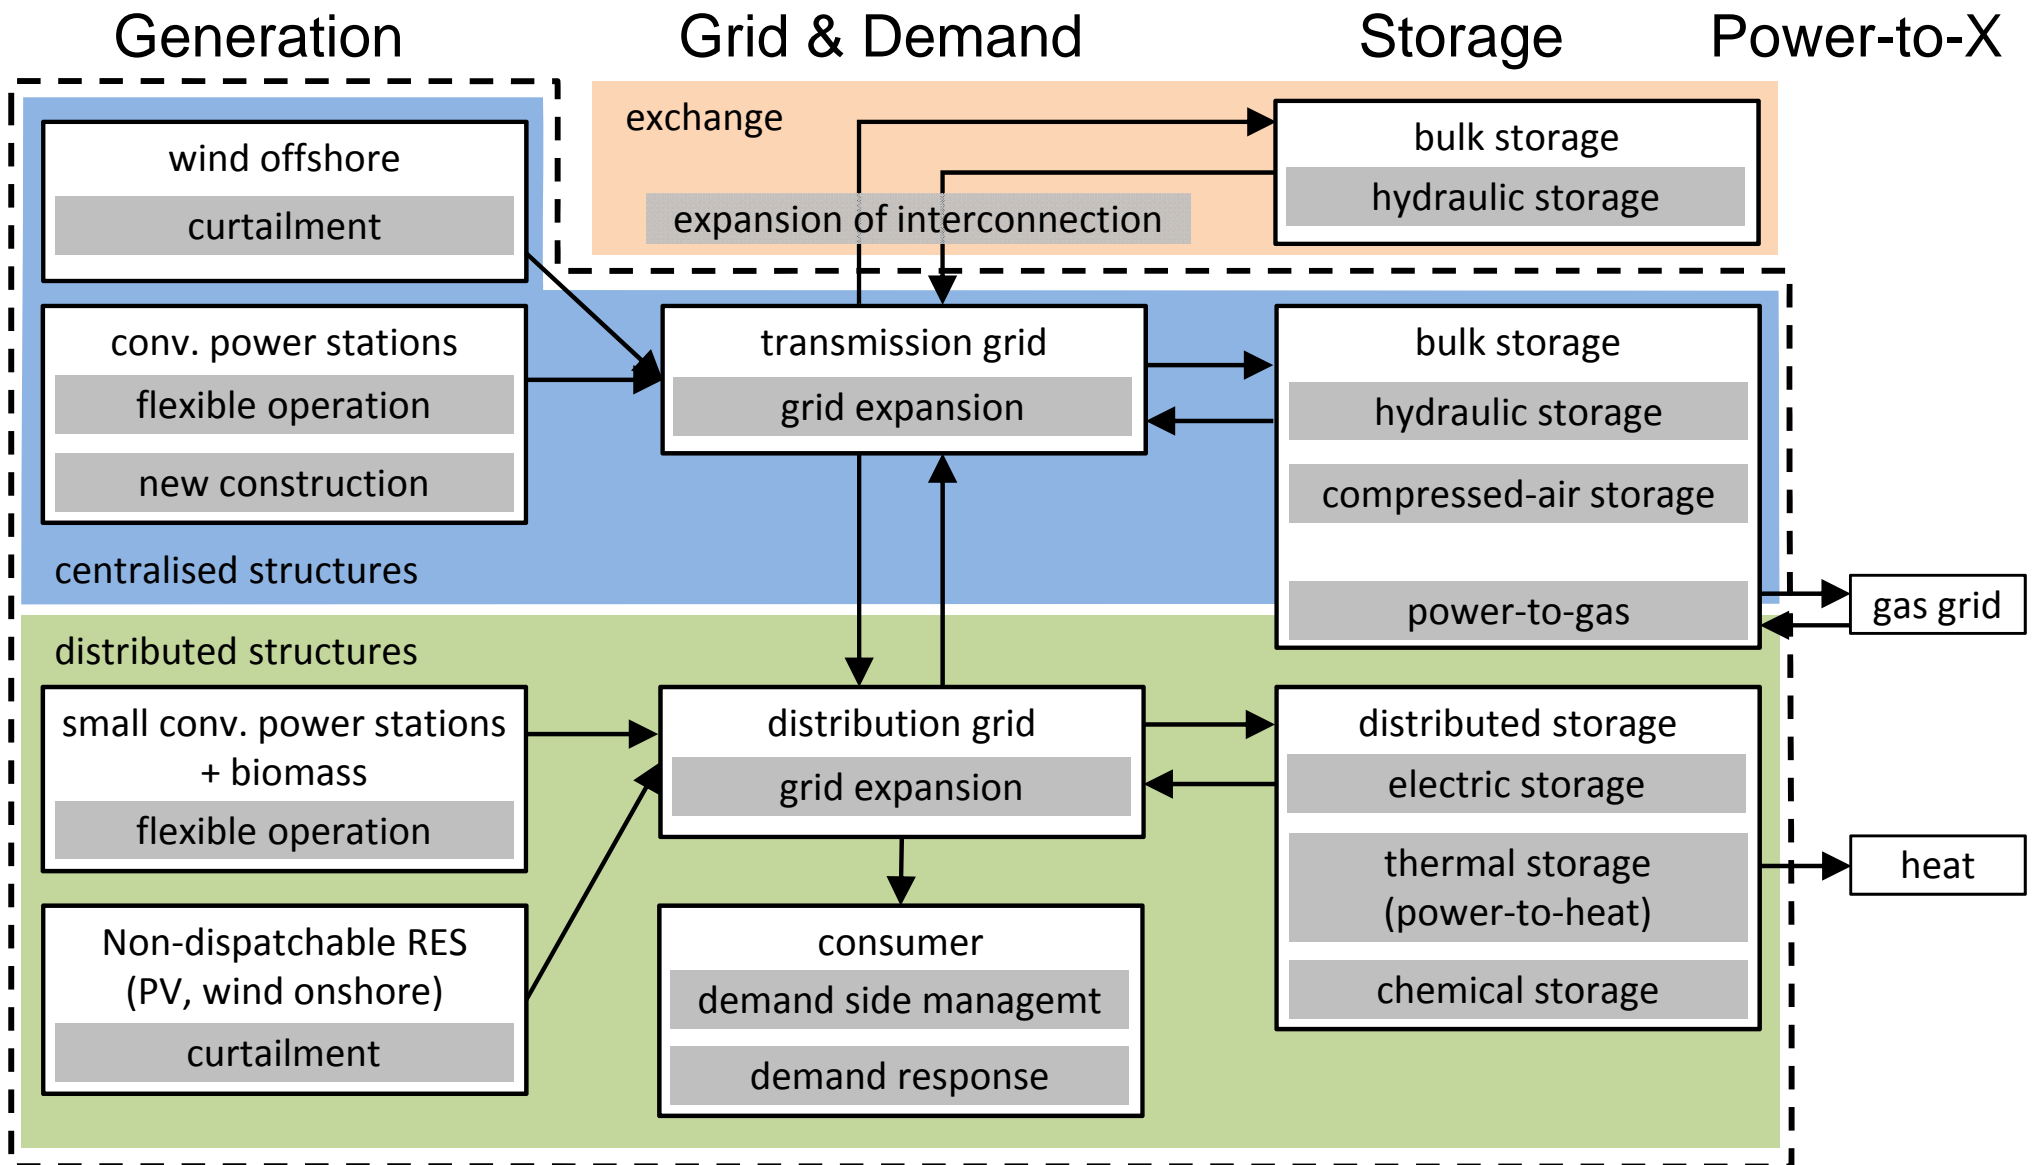 Generation
Grid & Demand
Storage
Power-to-X
exchange
wind offshore
curtailment
expansion of interconnection
bulk storage
hydraulic storage
conv. power stations
flexible operation
new construction
transmission grid
grid expansion
bulk storage
hydraulic storage
compressed-air storage
power-to-gas
gas grid
centralised structures
distributed structures
small conv. power stations
+ biomass
flexible operation
distribution grid
grid expansion
distributed storage
electric storage
thermal storage
(power-to-heat)
chemical storage
heat
Non-dispatchable RES
(PV, wind onshore)
curtailment
consumer
demand side managemt
demand response